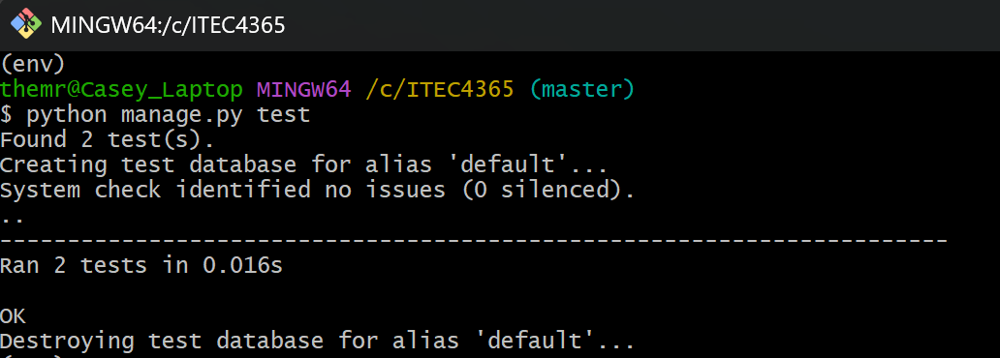 MINGW64:/c/ITEC4365
(env)
themr@Casey_Laptop MINGW64 /c/ITEC4365 (master)
$ python manage.py test
Found 2 test(s).
Creating test database for alias 'default'...
System check identified no issues (0 silenced).
..
----------------------------------------------------------------------
Ran 2 tests in 0.016s
OK
Destroying test database for alias 'default'...